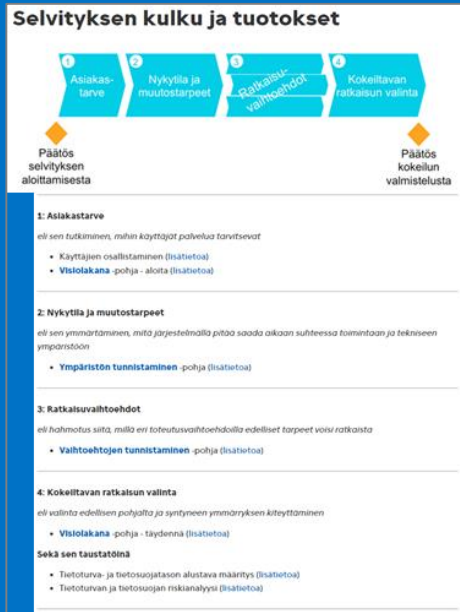 Selvityksen kulku ja tuotokset
1
Asiakas-
tarve
2
Nykytila ja
muutostarpeet
3
Ratkaisu-
vaihtoehdot
4
Kokeiltavan
ratkaisun valinta
Päätös
selvityksen
aloittamisesta
Päätös
kokeilun
valmistelusta
1: Asiakastarve
eli sen tutkiminen, mihin käyttäjät palvelua tarvitsevat
• Käyttäjien osallistaminen (lisätietoa)
• Visiolakana -pohja - aloita (lisätietoa)
2: Nykytila ja muutostarpeet
eli sen ymmärtäminen, mitä järjestelmällä pitää saada aikaan suhteessa toimintaan ja tekniseen
ympäristöön
• Ympäristön tunnistaminen -pohja (lisätietoa)
3: Ratkaisuvaihtoehdot
eli hahmotus siitä, millä eri toteutusvaihtoehdoilla edelliset tarpeet voisi ratkaista
• Vaihtoehtojen tunnistaminen -pohja (lisätietoa)
4: Kokeiltavan ratkaisun valinta
eli valinta edellisen pohjalta ja syntyneen ymmärryksen kiteyttäminen
• Visiolakana -pohja - täydennä (lisätietoa)
Sekä sen taustatöinä
• Tietoturva- ja tietosuojatason alustava määritys (lisätietoa)
• Tietoturvan ja tietosuojan riskianalyysi (lisätietoa)